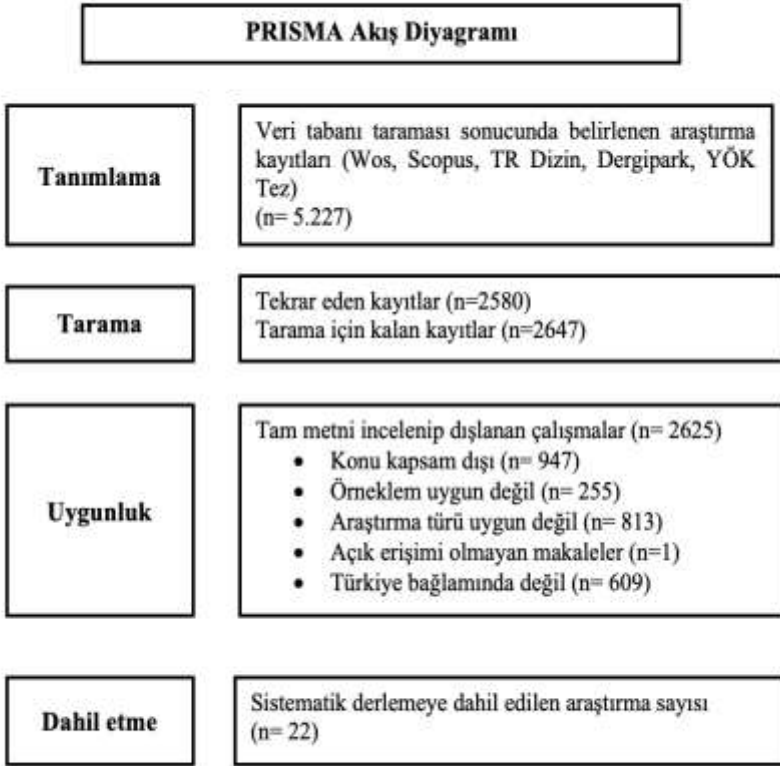 PRISMA Akış Diyagramı
Tanımlama
Veri tabanı taraması sonucunda belirlenen araştırma
kayıtları (Wos, Scopus, TR Dizin, Dergipark, YÖK
Tez)
(n= 5.227)
Tarama
Tekrar eden kayıtlar (n=2580)
Tarama için kalan kayıtlar (n=2647)
Uygunluk
Tam metni incelenip dışlanan çalışmalar (n= 2625)
• Konu kapsam dışı (n= 947)
• Örneklem uygun değil (n= 255)
• Araştırma türü uygun değil (n= 813)
• Açık erişimi olmayan makaleler (n=1)
• Türkiye bağlamında değil (n= 609)
Dahil etme
Sistematik derlemeye dahil edilen araştırma sayısı
(n= 22)